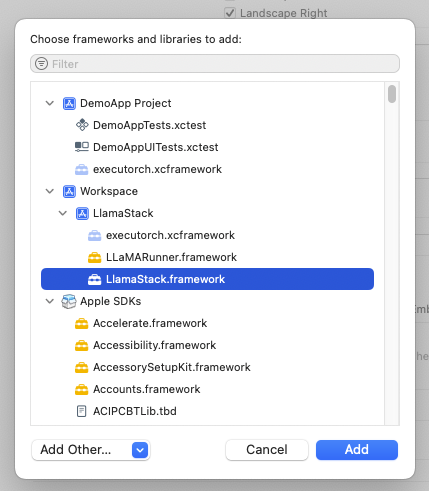 Landscape Right
Choose frameworks and libraries to add:
Filter
DemoApp Project
DemoAppTests.xctest
DemoAppUITests.xctest
executorch.xcframework
Workspace
LlamaStack
executorch.xcframework
LLaMARunner.framework
LlamaStack.framework
Apple SDKs
Accelerate.framework
Accessibility.framework
AccessorySetupKit.framework
Accounts.framework
ACIPCBTLib.tbd
Add Other...
Cancel
Add